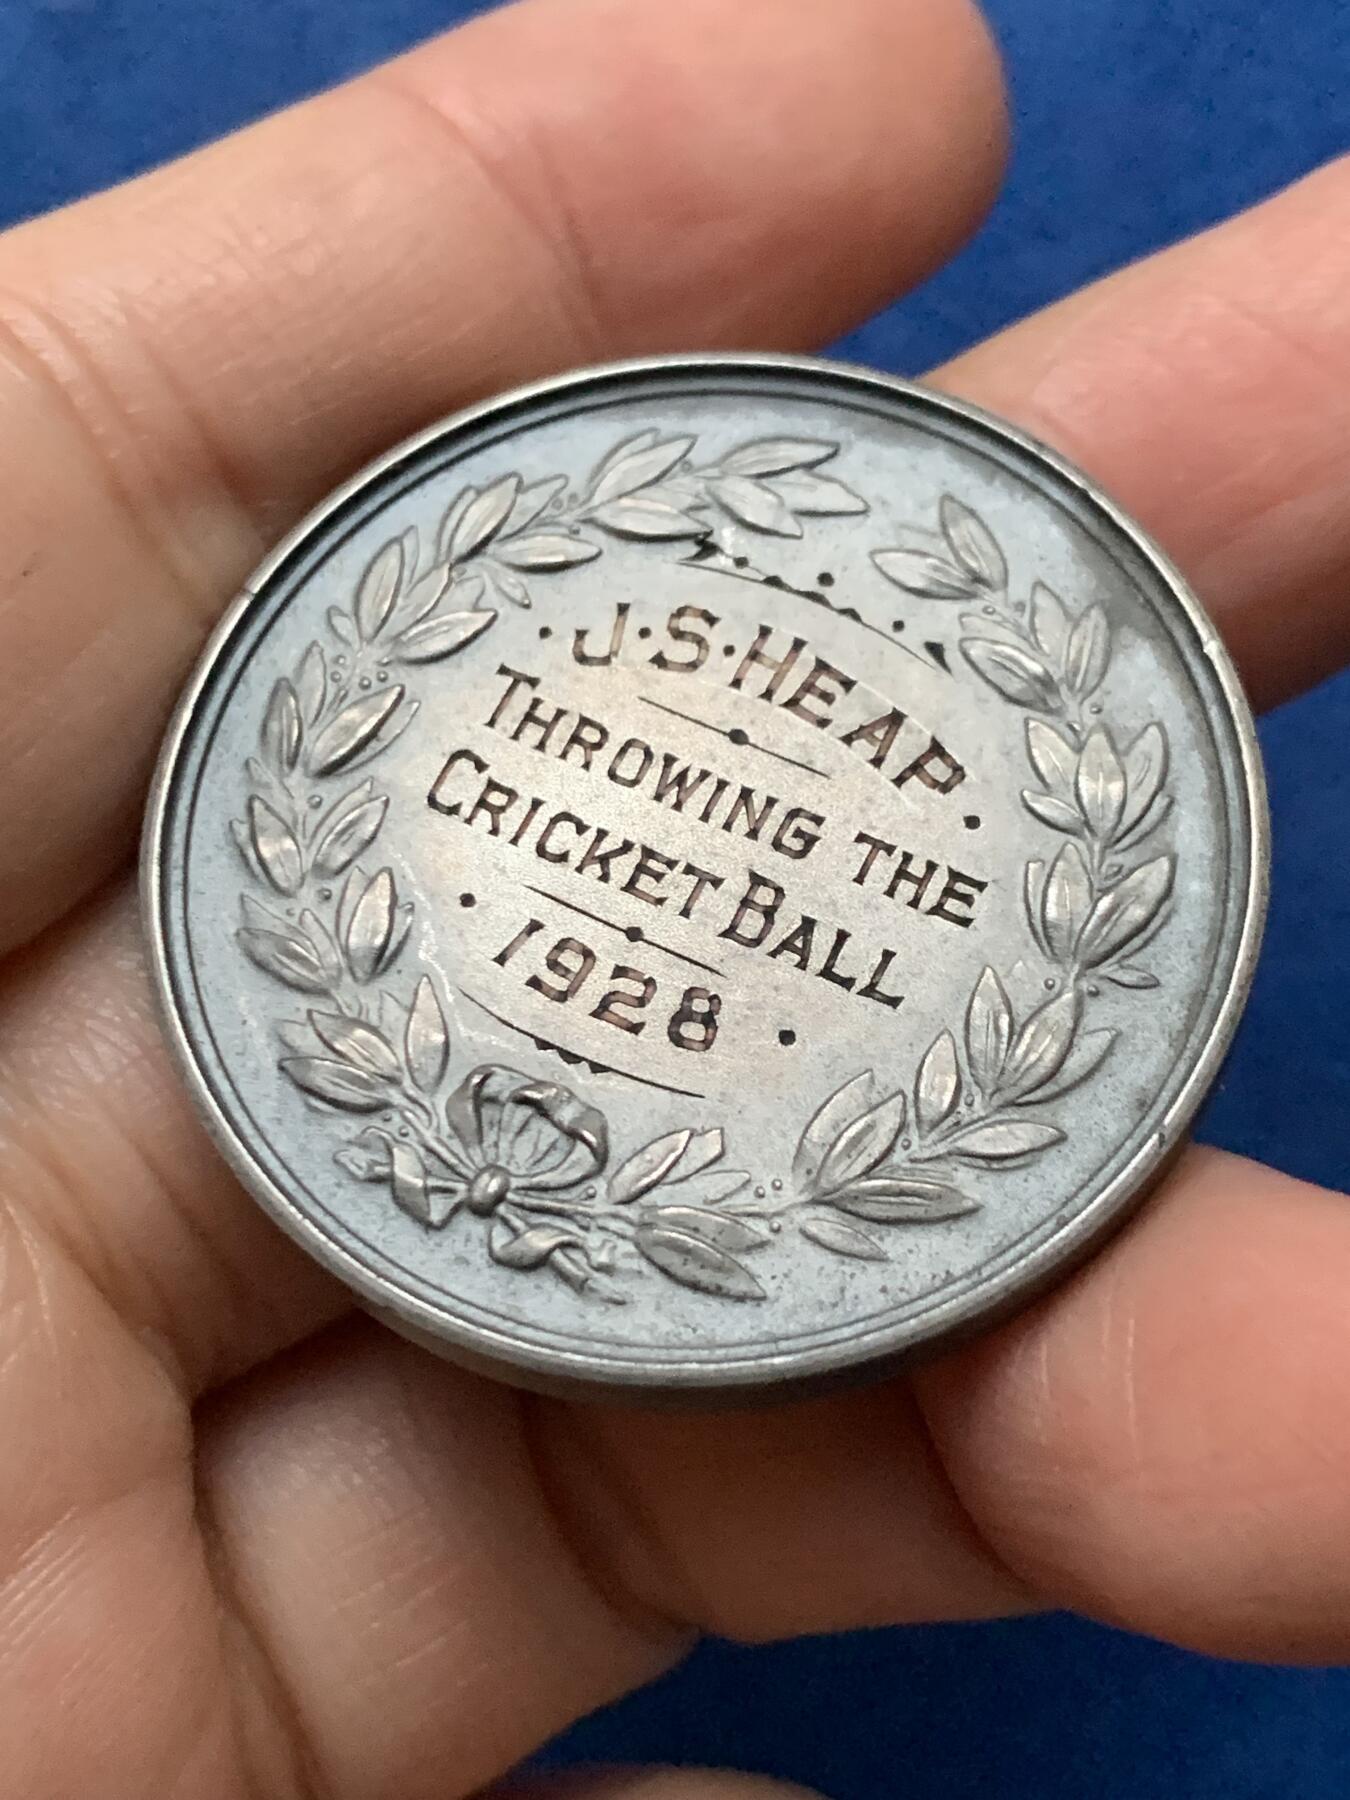 · J·S·HEAP ·
THROWING THE
CRICKET BALL
· 1928 ·